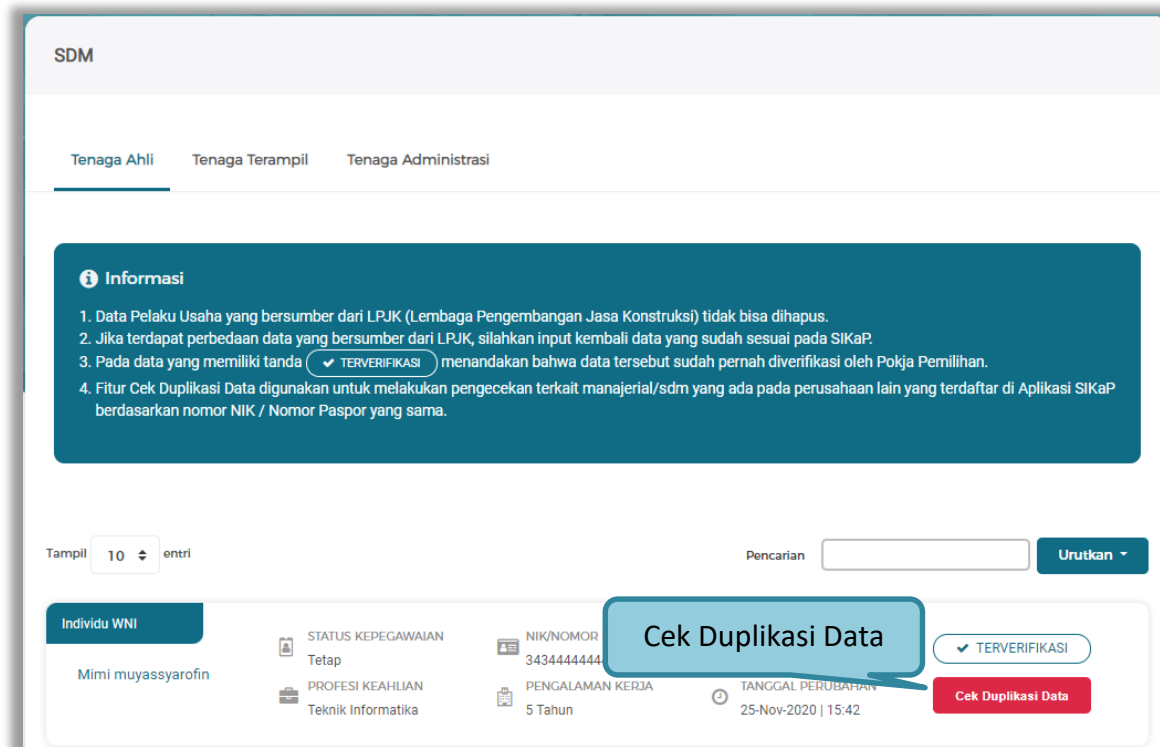 SDM
Tenaga Ahli Tenaga Terampil Tenaga Administrasi
Informasi
1. Data Pelaku Usaha yang bersumber dari LPJK (Lembaga Pengembangan Jasa Konstruksi) tidak bisa dihapus.
2. Jika terdapat perbedaan data yang bersumber dari LPJK, silahkan input kembali data yang sudah sesuai pada SIKaP.
3. Pada data yang memiliki tanda TERVERIFIKASI menandakan bahwa data tersebut sudah pernah diverifikasi oleh Pokja Pemilihan.
4. Fitur Cek Duplikasi Data digunakan untuk melakukan pengecekan terkait manajerial/sdm yang ada pada perusahaan lain yang terdaftar di Aplikasi SIKaP
berdasarkan nomor NIK / Nomor Paspor yang sama.
Tampil 10 entri Pencarian Urutkan
Individu WNI
Mimi muyassyarofin
STATUS KEPEGAWAIAN
Tetap
PROFESI KEAHLIAN
Teknik Informatika
NIK/NOMOR
PENGALAMAN KERJA
5 Tahun
Cek Duplikasi Data
TANGGAL PERUBAHAN
25-Nov-2020 | 15:42
TERVERIFIKASI
Cek Duplikasi Data